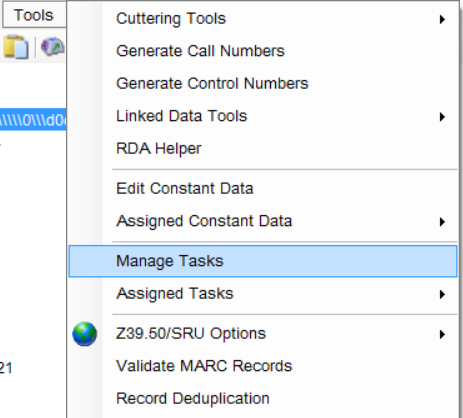 Tools
Cuttering Tools
Generate Call Numbers
Generate Control Numbers
Linked Data Tools
\\\\0\\\d0
RDA Helper
Edit Constant Data
Assigned Constant Data
Manage Tasks
Assigned Tasks
Z39.50/SRU Options
Validate MARC Records
21
Record Deduplication